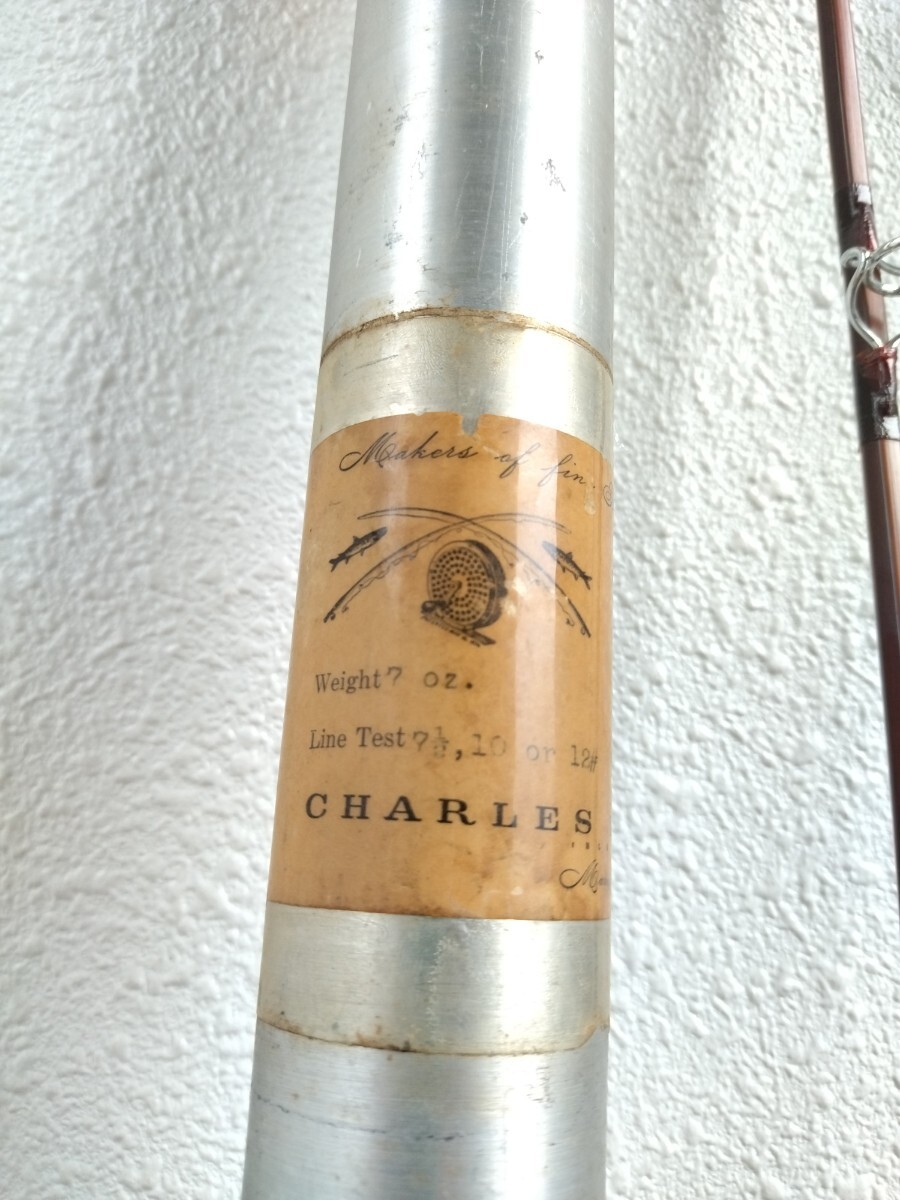 Makers of fin
Weight 7 oz.
Line Test 7½, 10 or 12#
CHARLES